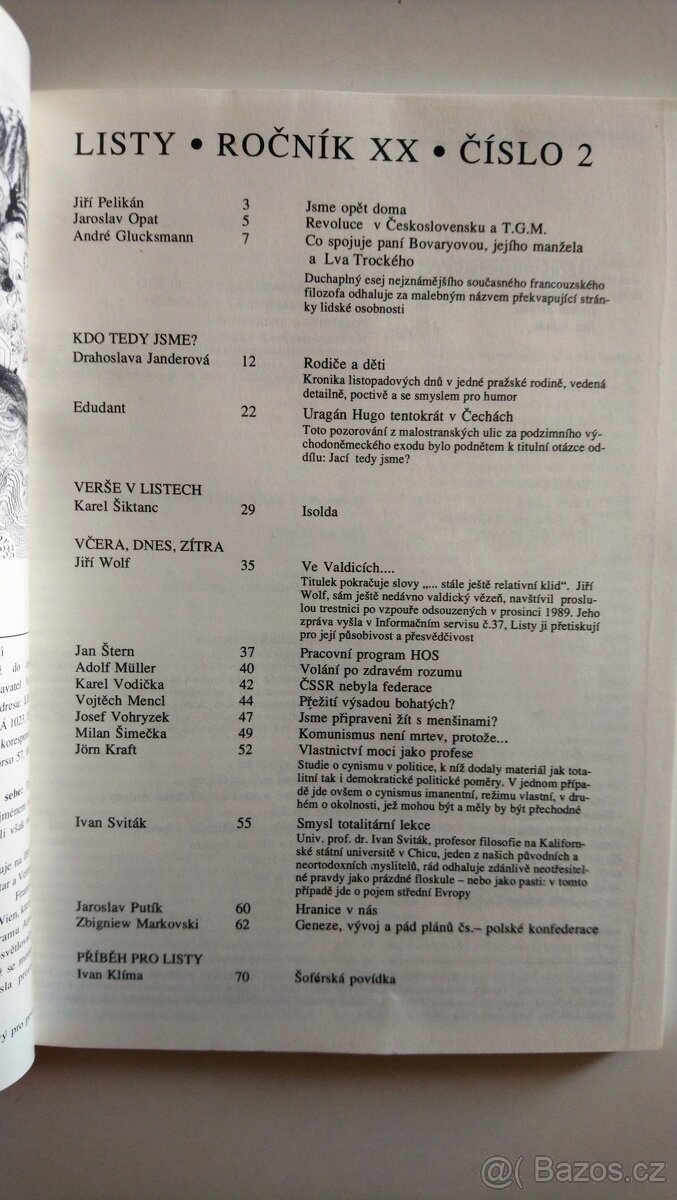 LISTY • ROČNÍK XX • ČÍSLO 2
Jiří Pelikán 3 Jsme opět doma
Jaroslav Opat 5 Revoluce v Československu a T.G.M.
André Glucksmann 7 Co spojuje paní Bovaryovou, jejího manžela
a Lva Trockého
Duchaplný esej nejznámějšího současného francouzského
filozofa odhaluje za malebným názvem překvapující strán-
ky lidské osobnosti
KDO TEDY JSME?
Drahoslava Janderová 12 Rodiče a děti
Kronika listopadových dnů v jedné pražské rodině, vedená
detailně, poctivě a se smyslem pro humor
Edudant 22 Uragán Hugo tentokrát v Čechách
Toto pozorování z malostranských ulic za podzimního vý-
chodoněmeckého exodu bylo podnětem k titulní otázce od-
dílu: Jací tedy jsme?
VERŠE V LISTECH
Karel Šiktanc 29 Isolda
VČERA, DNES, ZÍTRA
Jiří Wolf 35 Ve Valdicích....
Titulek pokračuje slovy „... stále ještě relativní klid“. Jiří
Wolf, sám ještě nedávno valdický vězeň, navštívil proslu-
lou trestnici po vzpouře odsouzených v prosinci 1989. Jeho
zpráva vyšla v Informačním servisu č.37, Listy ji přetiskují
pro její působivost a přesvědčivost
Jan Štern 37 Pracovní program HOS
Adolf Müller 40 Volání po zdravém rozumu
Karel Vodička 42 ČSSR nebyla federace
Vojtěch Mencl 44 Přežití výsadou bohatých?
Josef Vohryzek 47 Jsme připraveni žít s menšinami?
Milan Šimečka 49 Komunismus není mrtev, protože...
Jörn Kraft 52 Vlastnictví moci jako profese
Studie o cynismu v politice, k níž dodaly materiál jak tota-
litní tak i demokratické politické poměry. V jednom přípa-
dě jde ovšem o cynismus imanentní, režimu vlastní, v dru-
hém o okolnosti, jež mohou být a měly by být přechodné
Ivan Sviták 55 Smysl totalitární lekce
Univ. prof. dr. Ivan Sviták, profesor filosofie na Kaliforn-
ské státní universitě v Chicu, jeden z našich původních a
neortodoxních myslitelů, rád odhaluje zdánlivě neotřesitel-
né pravdy jako prázdné floskule – nebo jako pasti: v tomto
případě jde o pojem střední Evropy
Jaroslav Putík 60 Hranice v nás
Zbigniew Markovski 62 Geneze, vývoj a pád plánů čs.– polské konfederace
PŘÍBĚH PRO LISTY
Ivan Klíma 70 Šoférská povídka
@( Bazoš.cz